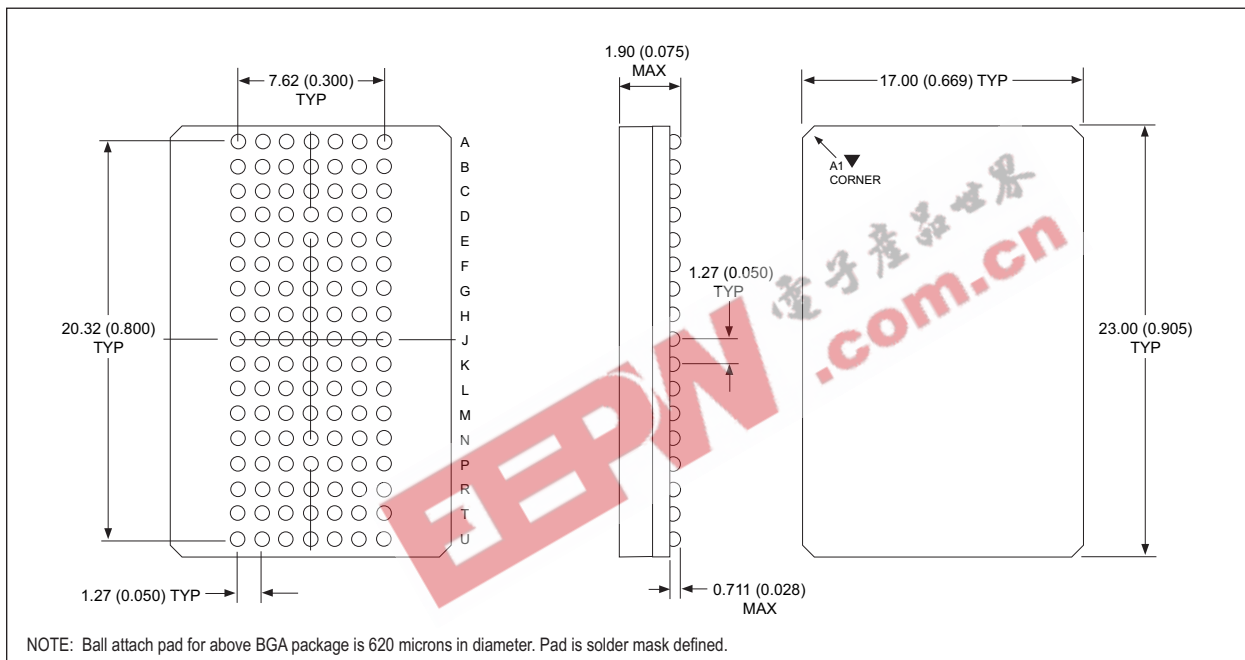 1.90 (0.075)
MAX
7.62 (0.300)
TYP
17.00 (0.669) TYP
A
B
C
D
E
F
G
H
J
K
L
M
N
P
R
T
U
A1
CORNER
20.32 (0.800)
TYP
1.27 (0.050)
TYP
23.00 (0.905)
TYP
電子產品世界
EEPW
.com.cn
1.27 (0.050) TYP
0.711 (0.028)
MAX
NOTE: Ball attach pad for above BGA package is 620 microns in diameter. Pad is solder mask defined.